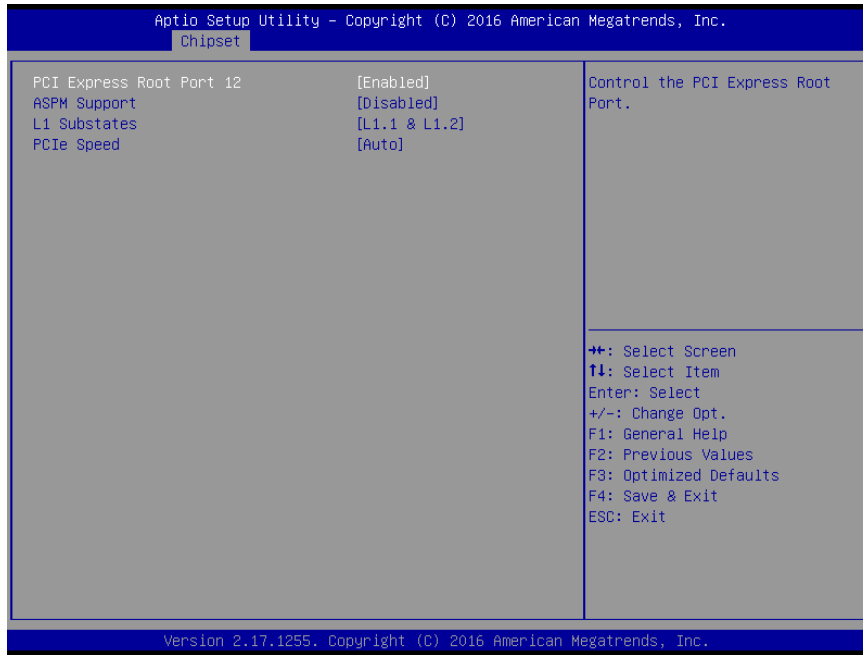 Aptio Setup Utility – Copyright (C) 2016 American Megatrends, Inc.
Chipset
PCI Express Root Port 12 [Enabled]
ASPM Support [Disabled]
L1 Substates [L1.1 & L1.2]
PCIe Speed [Auto]
Control the PCI Express Root
Port.
→←: Select Screen
↑↓: Select Item
Enter: Select
+/-: Change Opt.
F1: General Help
F2: Previous Values
F3: Optimized Defaults
F4: Save & Exit
ESC: Exit
Version 2.17.1255. Copyright (C) 2016 American Megatrends, Inc.